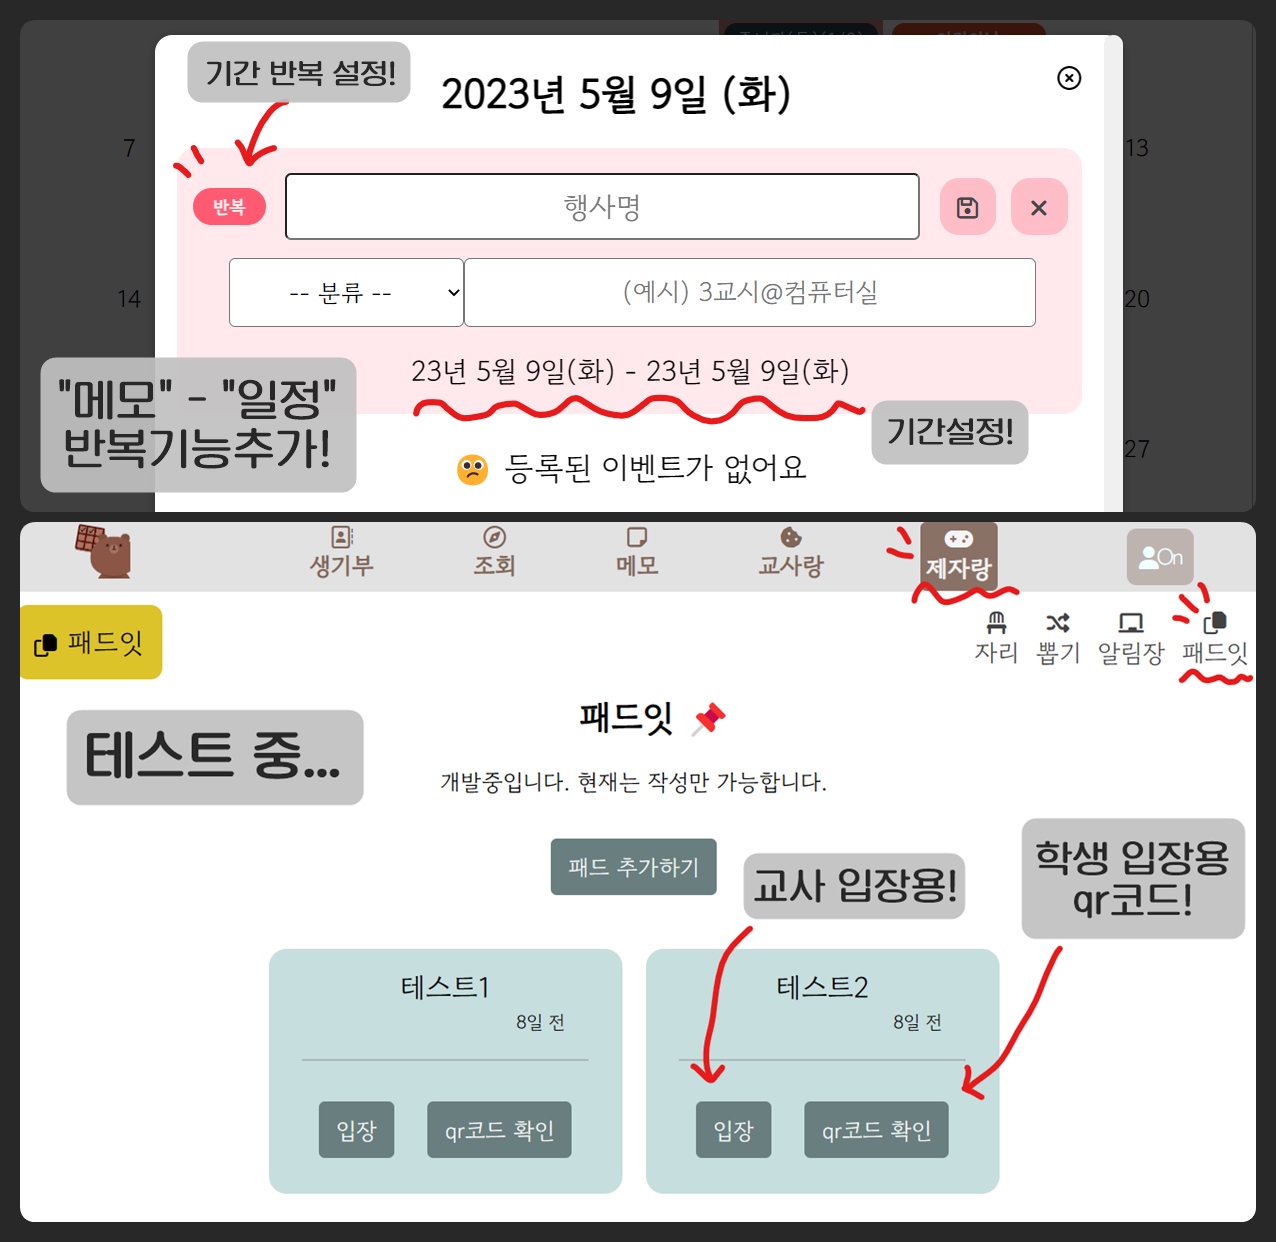 기간 반복 설정!
2023년 5월 9일 (화)
7
13
반복
행사명
14
-- 분류 --
(예시) 3교시@컴퓨터실
20
23년 5월 9일(화) - 23년 5월 9일(화)
"메모" - "일정"
반복기능추가!
기간설정!
27
등록된 이벤트가 없어요
생기부
조회
메모
교사랑
제자랑
On
패드잇
자리
뽑기
알림장
패드잇
테스트 중...
패드잇
개발중입니다. 현재는 작성만 가능합니다.
패드 추가하기
교사 입장용!
학생 입장용
qr코드!
테스트1
8일 전
입장
qr코드 확인
테스트2
8일 전
입장
qr코드 확인